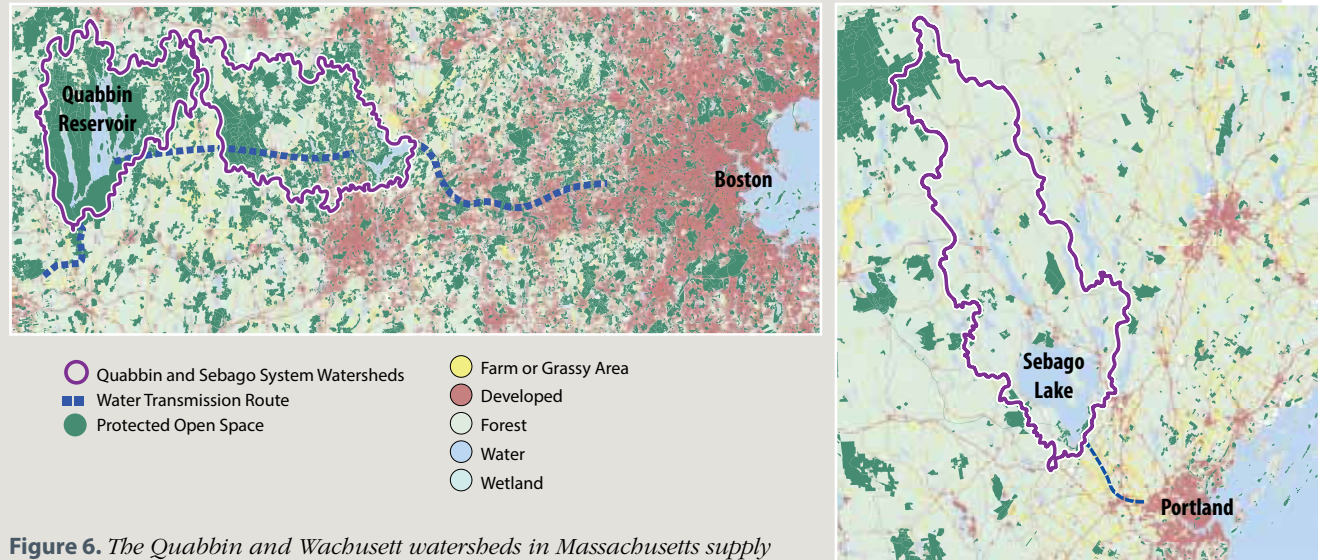 Quabbin
Reservoir
Boston
Quabbin and Sebago System Watersheds
Water Transmission Route
Protected Open Space
Farm or Grassy Area
Developed
Forest
Water
Wetland
Sebago
Lake
Portland
Figure 6. The Quabbin and Wachusett watersheds in Massachusetts supply